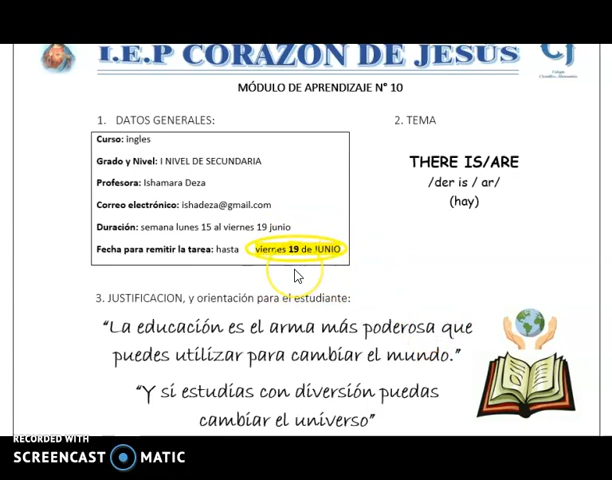 I.E.P CORAZON DE JESUS
CJ
MÓDULO DE APRENDIZAJE N° 10
1. DATOS GENERALES:
Curso: ingles
Grado y Nivel: I NIVEL DE SECUNDARIA
Profesora: Ishamara Deza
Correo electrónico: ishadeza@gmail.com
Duración: semana lunes 15 al viernes 19 junio
Fecha para remitir la tarea: hasta viernes 19 de JUNIO
2. TEMA
THERE IS/ARE
/der is / ar/
(hay)
3. JUSTIFICACION, y orientación para el estudiante:
“La educación es el arma más poderosa que
puedes utilizar para cambiar el mundo.”
“Y si estudias con diversión puedas
cambiar el universo”
RECORDED WITH
SCREENCAST MATIC